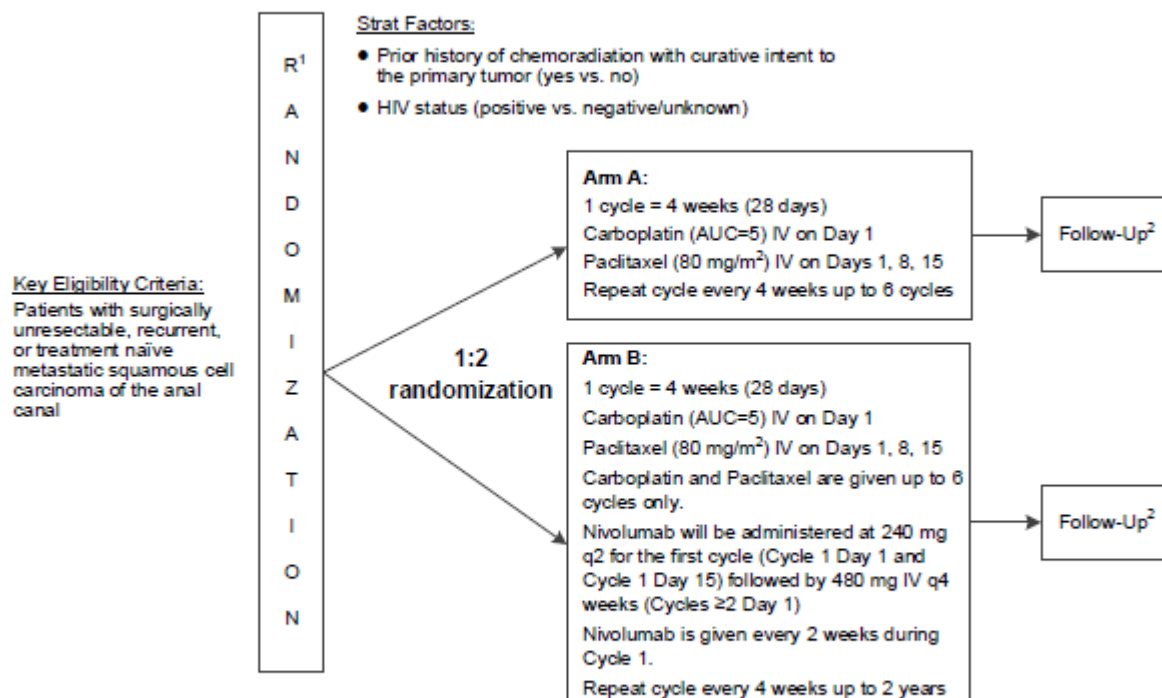 Strat Factors:
● Prior history of chemoradiation with curative intent to
the primary tumor (yes vs. no)
● HIV status (positive vs. negative/unknown)
R¹
A
N
D
O
M
I
Z
A
T
I
O
N
Key Eligibility Criteria:
Patients with surgically
unresectable, recurrent,
or treatment naïve
metastatic squamous cell
carcinoma of the anal
canal
1:2
randomization
Arm A:
1 cycle = 4 weeks (28 days)
Carboplatin (AUC=5) IV on Day 1
Paclitaxel (80 mg/m²) IV on Days 1, 8, 15
Repeat cycle every 4 weeks up to 6 cycles
Follow-Up²
Arm B:
1 cycle = 4 weeks (28 days)
Carboplatin (AUC=5) IV on Day 1
Paclitaxel (80 mg/m²) IV on Days 1, 8, 15
Carboplatin and Paclitaxel are given up to 6
cycles only.
Nivolumab will be administered at 240 mg
q2 for the first cycle (Cycle 1 Day 1 and
Cycle 1 Day 15) followed by 480 mg IV q4
weeks (Cycles ≥2 Day 1)
Nivolumab is given every 2 weeks during
Cycle 1.
Repeat cycle every 4 weeks up to 2 years
Follow-Up²